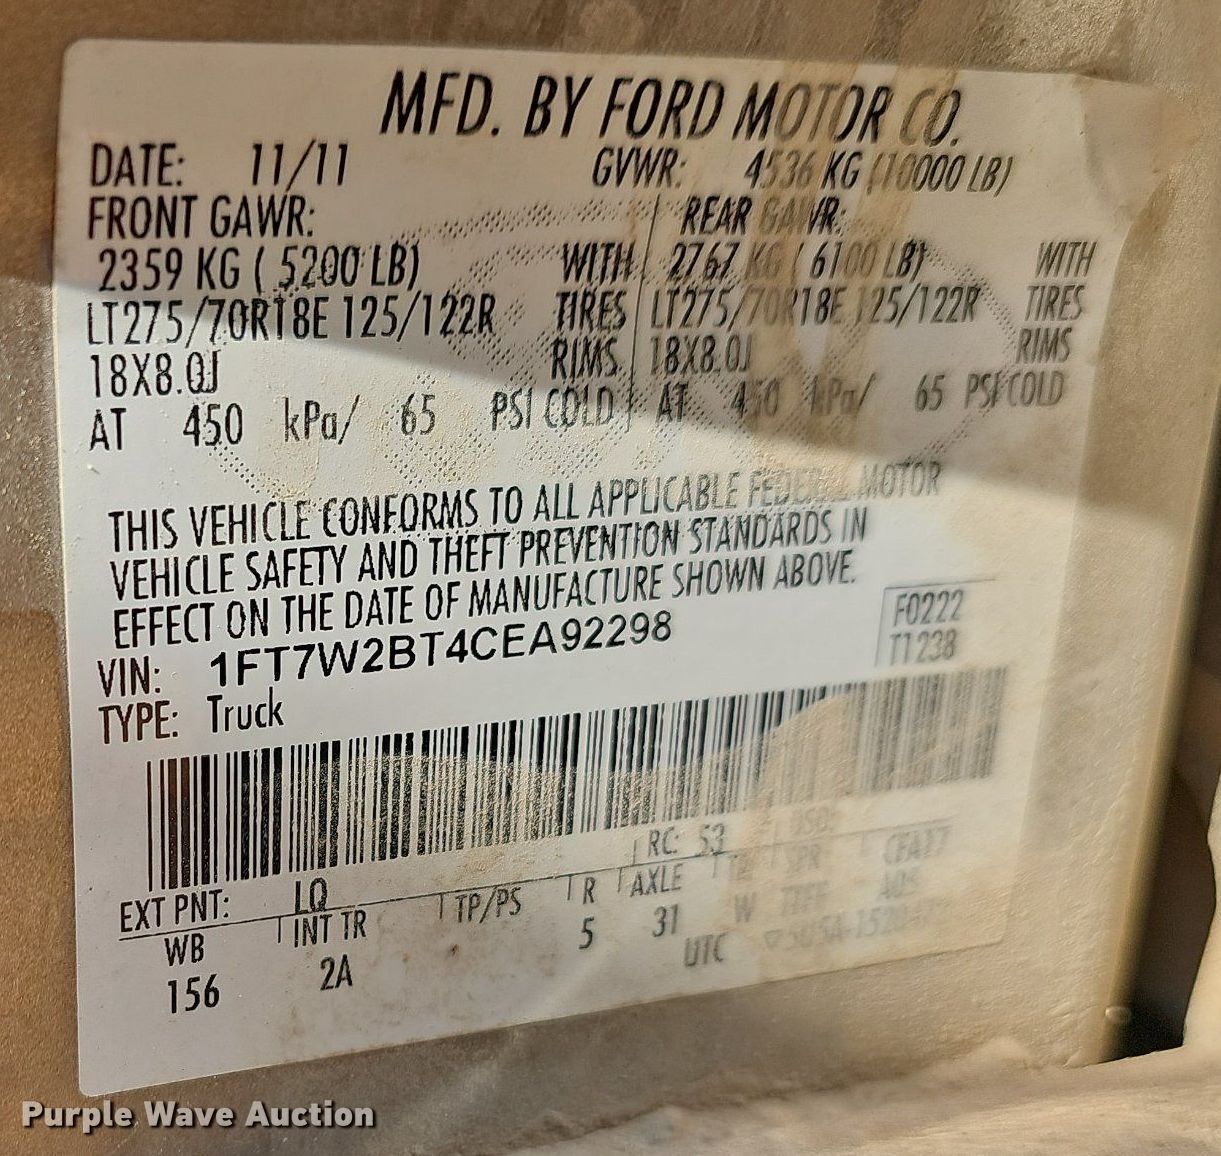 MFD. BY FORD MOTOR CO.
DATE: 11/11 GVWR: 4536 KG (10000 LB)
FRONT GAWR: REAR GAWR:
2359 KG ( 5200 LB) WITH 2767 KG ( 6100 LB) WITH
LT275/70R18E 125/122R TIRES LT275/70R18E 125/122R TIRES
18X8.0J RIMS 18X8.0J RIMS
AT 450 kPa/ 65 PSI COLD AT 450 kPa/ 65 PSI COLD
THIS VEHICLE CONFORMS TO ALL APPLICABLE FEDERAL MOTOR
VEHICLE SAFETY AND THEFT PREVENTION STANDARDS IN
EFFECT ON THE DATE OF MANUFACTURE SHOWN ABOVE.
F0222
VIN: 1FT7W2BT4CEA92298
T1238
TYPE: Truck
EXT PNT: LQ RC: 53 DSO:
WB INT TR TP/PS R AXLE TR SPR
156 2A 5 31 W
UTC
Purple Wave Auction